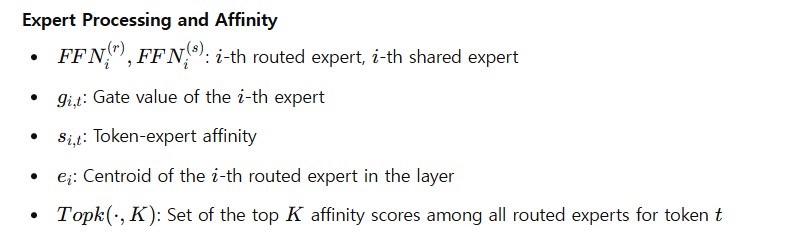 Expert Processing and Affinity
• $FFN_i^{(r)}, FFN_i^{(s)}$: $i$-th routed expert, $i$-th shared expert
• $g_{i,t}$: Gate value of the $i$-th expert
• $s_{i,t}$: Token-expert affinity
• $e_i$: Centroid of the $i$-th routed expert in the layer
• $Topk(\cdot, K)$: Set of the top $K$ affinity scores among all routed experts for token $t$